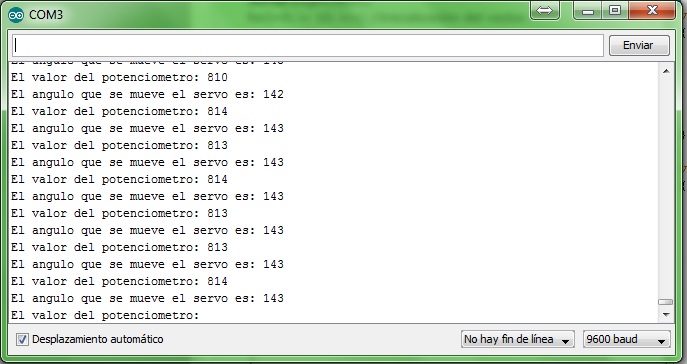 COM3
Enviar
El angulo que se mueve el servo es:
El valor del potenciometro: 810
El angulo que se mueve el servo es: 142
El valor del potenciometro: 814
El angulo que se mueve el servo es: 143
El valor del potenciometro: 813
El angulo que se mueve el servo es: 143
El valor del potenciometro: 814
El angulo que se mueve el servo es: 143
El valor del potenciometro: 813
El angulo que se mueve el servo es: 143
El valor del potenciometro: 813
El angulo que se mueve el servo es: 143
El valor del potenciometro: 814
El angulo que se mueve el servo es: 143
El valor del potenciometro:
Desplazamiento automático
No hay fin de línea
9600 baud